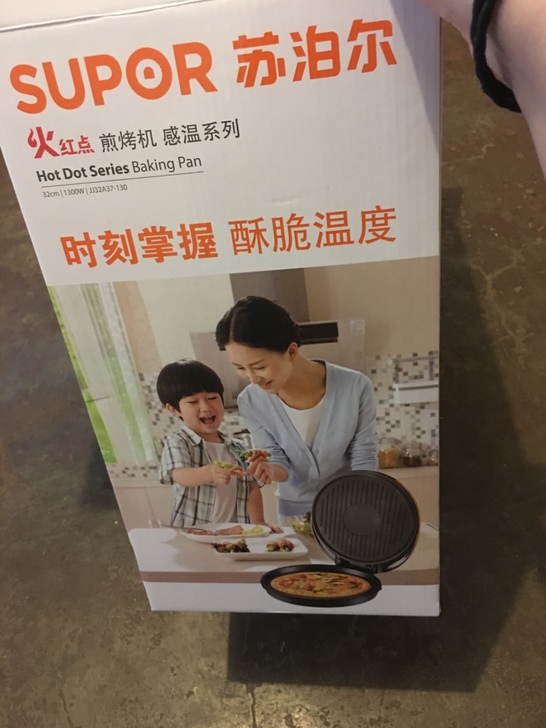 SUPOR 苏泊尔
火红点 煎烤机 感温系列
Hot Dot Series Baking Pan
32cm | 1300W | JJ32A37-130
时刻掌握 酥脆温度